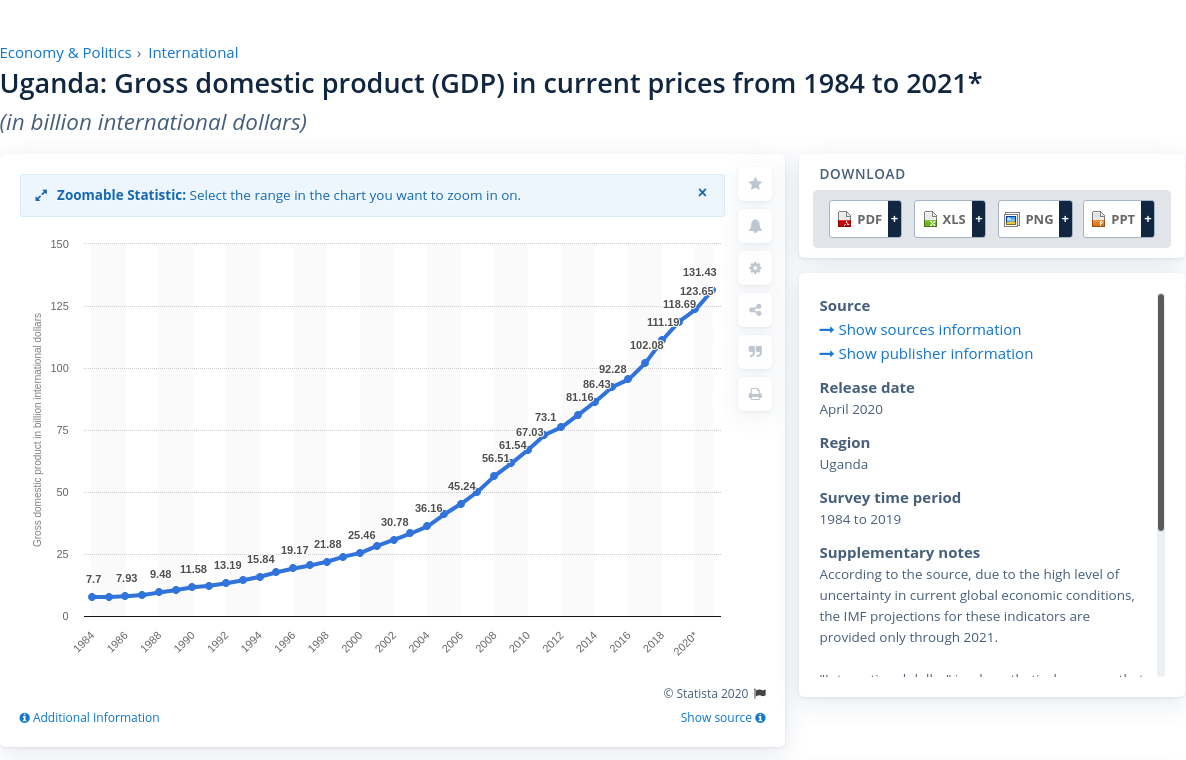 Economy & Politics › International
Uganda: Gross domestic product (GDP) in current prices from 1984 to 2021*
(in billion international dollars)
Zoomable Statistic: Select the range in the chart you want to zoom in on.
×
Gross domestic product in billion international dollars
150
125
100
75
50
25
0
7.7
7.93
9.48
11.58
13.19
15.84
19.17
21.88
25.46
30.78
36.16
45.24
56.51
61.54
67.03
73.1
81.16
86.43
92.28
102.08
111.19
118.69
123.65
131.43
1984
1986
1988
1990
1992
1994
1996
1998
2000
2002
2004
2006
2008
2010
2012
2014
2016
2018
2020*
© Statista 2020
Additional Information
Show source
DOWNLOAD
PDF + XLS + PNG + PPT +
Source
Show sources information
Show publisher information
Release date
April 2020
Region
Uganda
Survey time period
1984 to 2019
Supplementary notes
According to the source, due to the high level of
uncertainty in current global economic conditions,
the IMF projections for these indicators are
provided only through 2021.